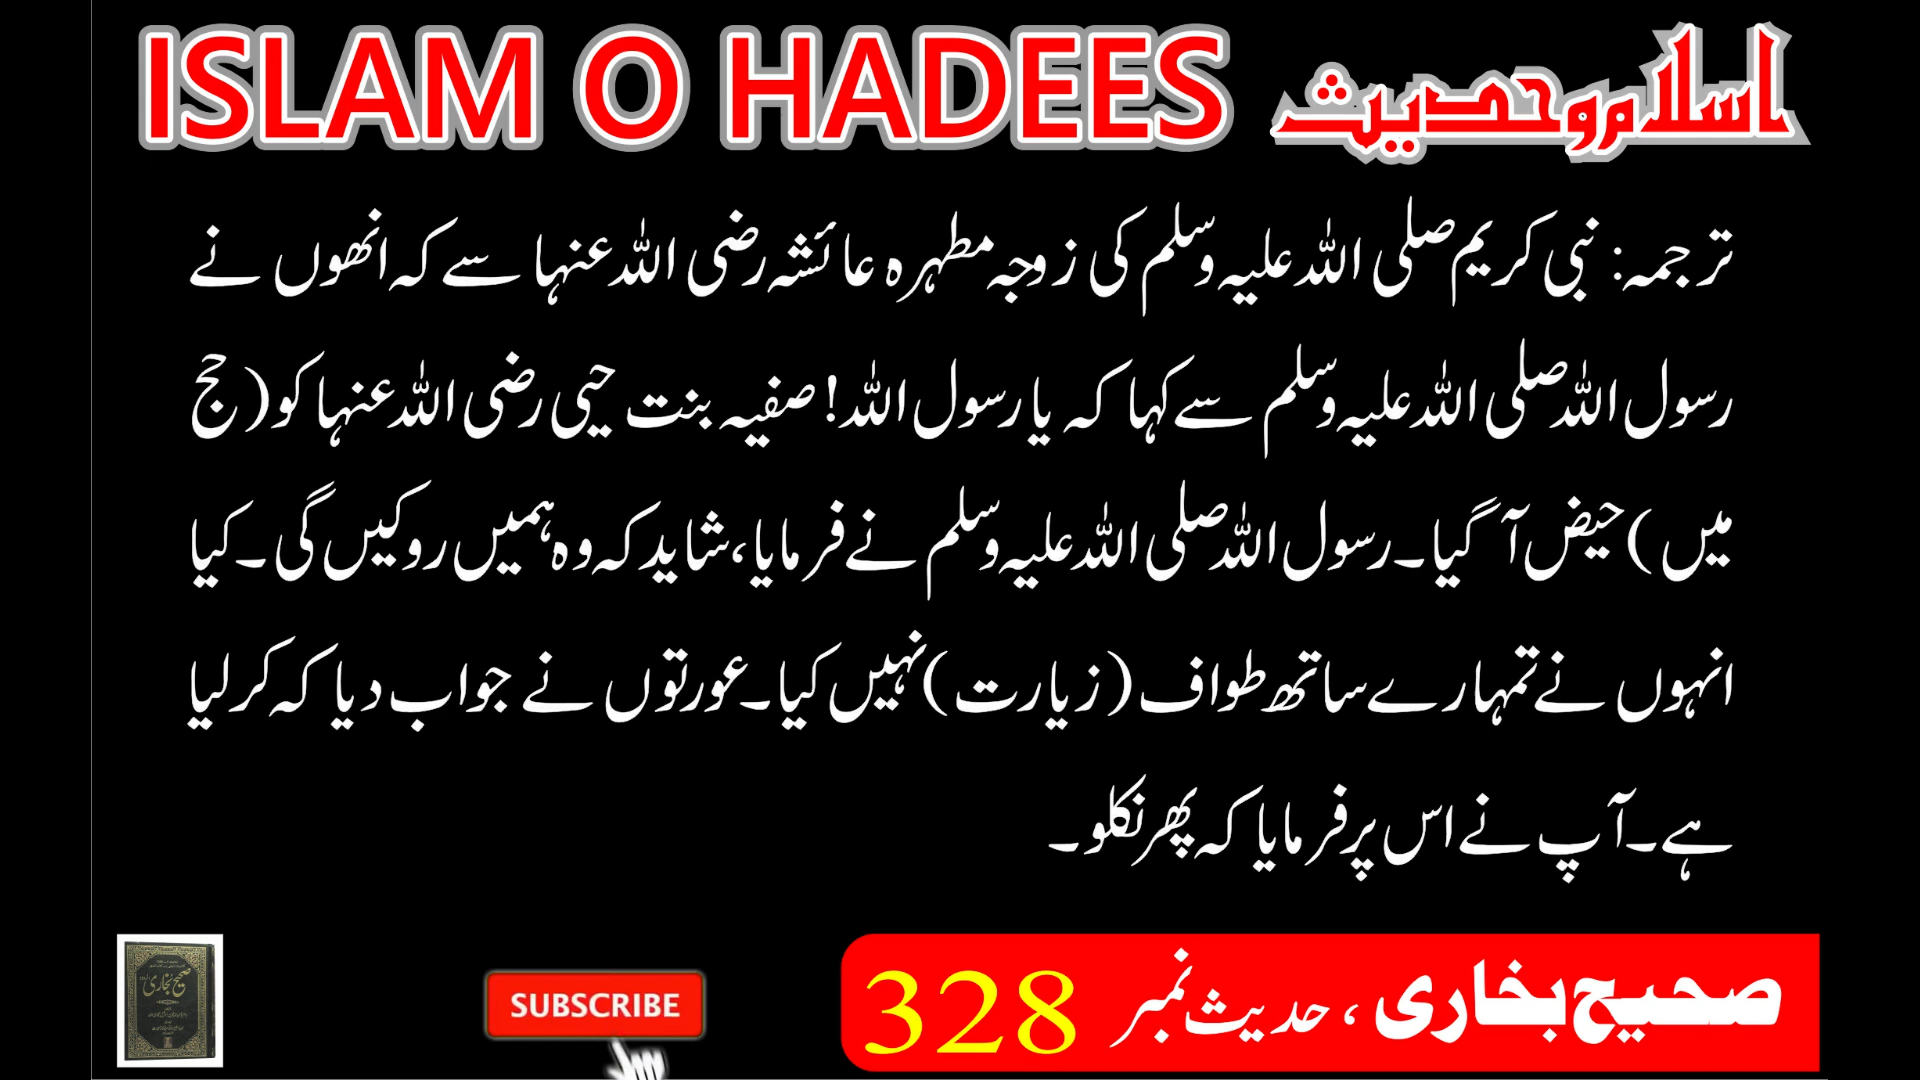 ISLAM O HADEES اسلام و حدیث
ترجمہ: نبی کریم صلی اللہ علیہ وسلم کی زوجہ مطہرہ عائشہ رضی اللہ عنہا سے کہ انھوں نے
رسول اللہ صلی اللہ علیہ وسلم سے کہا کہ یا رسول اللہ! صفیہ بنت حیی رضی اللہ عنہا کو (حج
میں) حیض آ گیا۔ رسول اللہ صلی اللہ علیہ وسلم نے فرمایا، شاید کہ وہ ہمیں روکیں گی۔ کیا
انہوں نے تمہارے ساتھ طواف (زیارت) نہیں کیا۔ عورتوں نے جواب دیا کہ کر لیا
ہے۔ آپ نے اس پر فرمایا کہ پھر نکلو۔
صحیح بخاری ، حدیث نمبر 328
SUBSCRIBE
صحیح بخاری